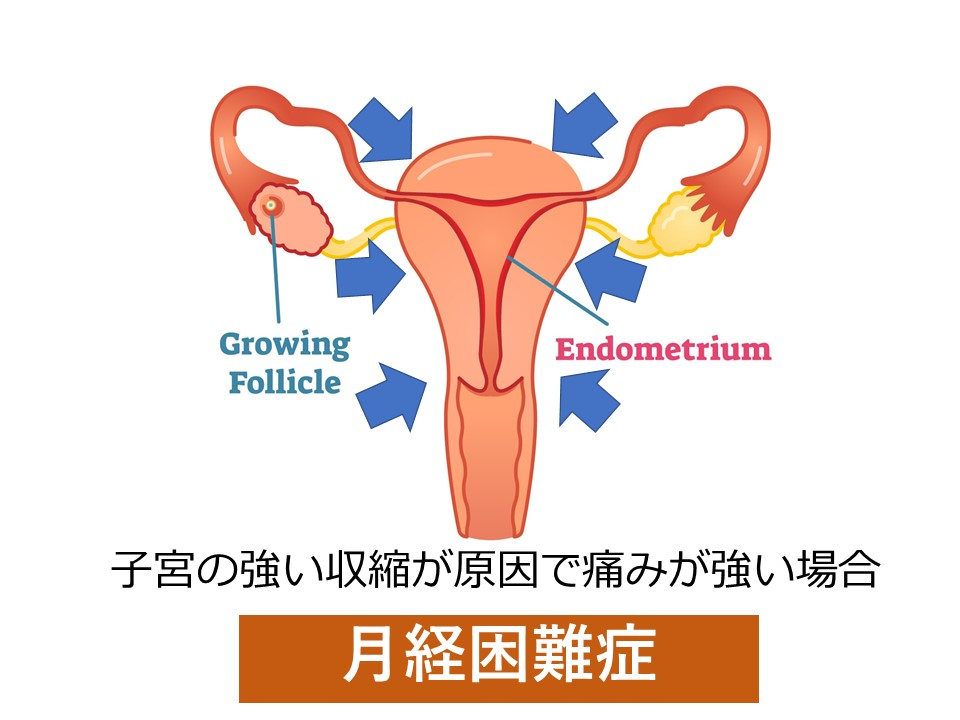 Growing
Follicle
Endometrium
子宮の強い収縮が原因で痛みが強い場合
月経困難症